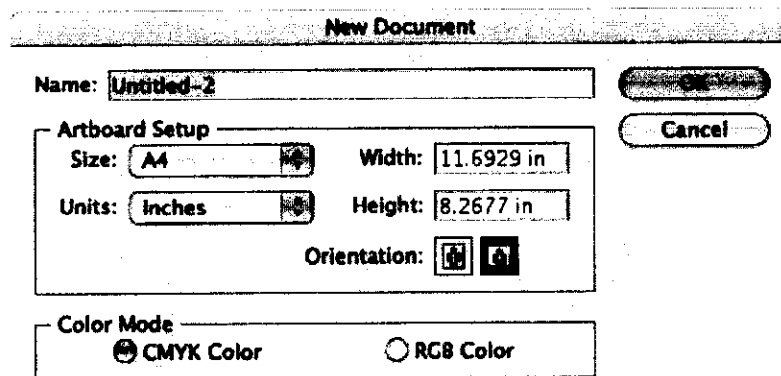 New Document
Name: Untitled-2
OK
Artboard Setup
Cancel
Size: A4 Width: 11.6929 in
Units: Inches Height: 8.2677 in
Orientation:
Color Mode
CMYK Color RGB Color